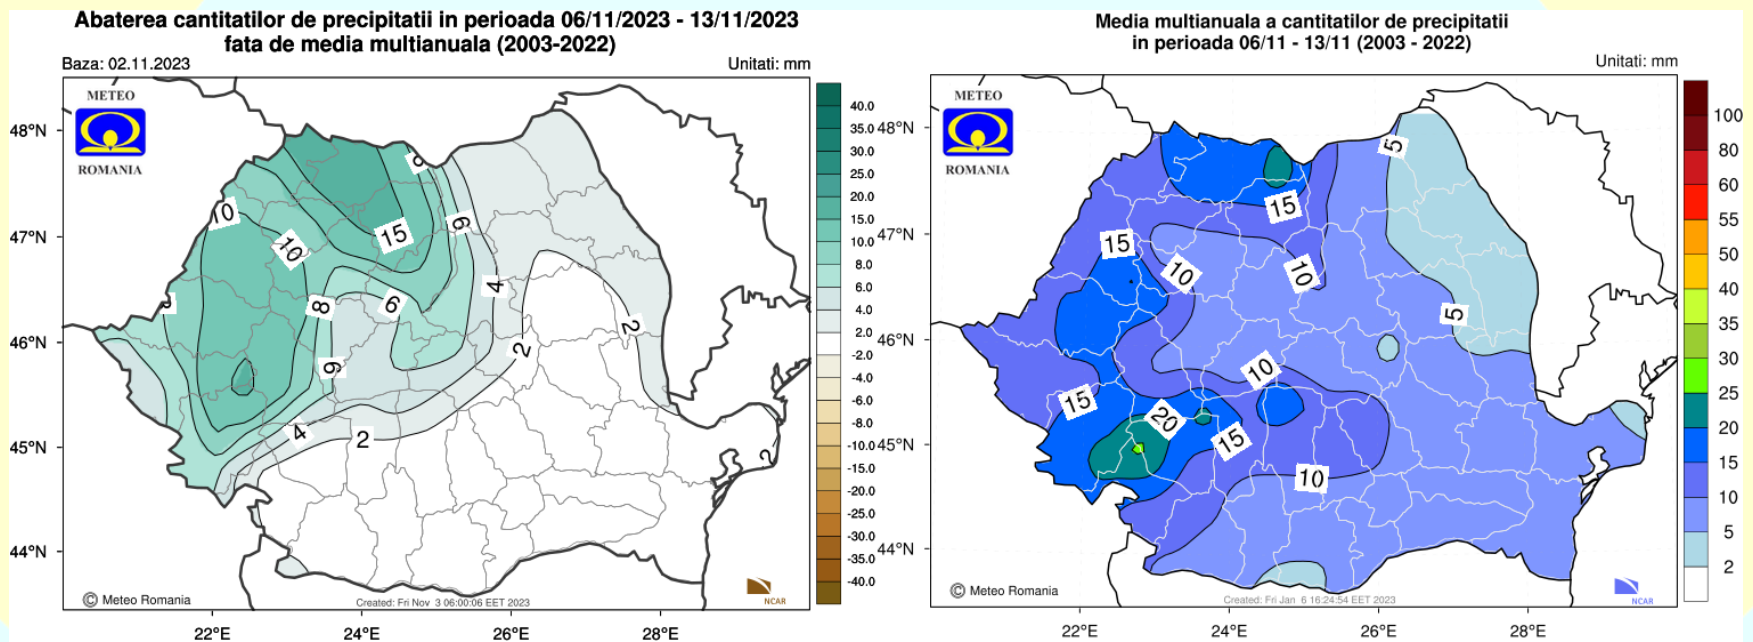 Abaterea cantitatilor de precipitatii in perioada 06/11/2023 - 13/11/2023
fata de media multianuala (2003-2022)
Baza: 02.11.2023
Unitati: mm
METEO
ROMANIA
48°N
47°N
46°N
45°N
44°N
22°E
24°E
26°E
28°E
10
10
15
6
8
6
4
2
2
4
2
2
40.0
35.0
30.0
25.0
20.0
15.0
10.0
8.0
6.0
4.0
2.0
-2.0
-4.0
-6.0
-8.0
-10.0
-15.0
-20.0
-25.0
-30.0
-35.0
-40.0
© Meteo Romania
Created: Fri Nov 3 06:00:06 EET 2023
NCAR
Media multianuala a cantitatilor de precipitatii
in perioada 06/11 - 13/11 (2003 - 2022)
Unitati: mm
METEO
ROMANIA
48°N
47°N
46°N
45°N
44°N
22°E
24°E
26°E
28°E
5
15
15
10
10
5
10
15
20
15
10
100
80
60
55
50
40
35
30
25
20
15
10
5
2
© Meteo Romania
Created: Fri Jan 6 16:24:54 EET 2023
NCAR